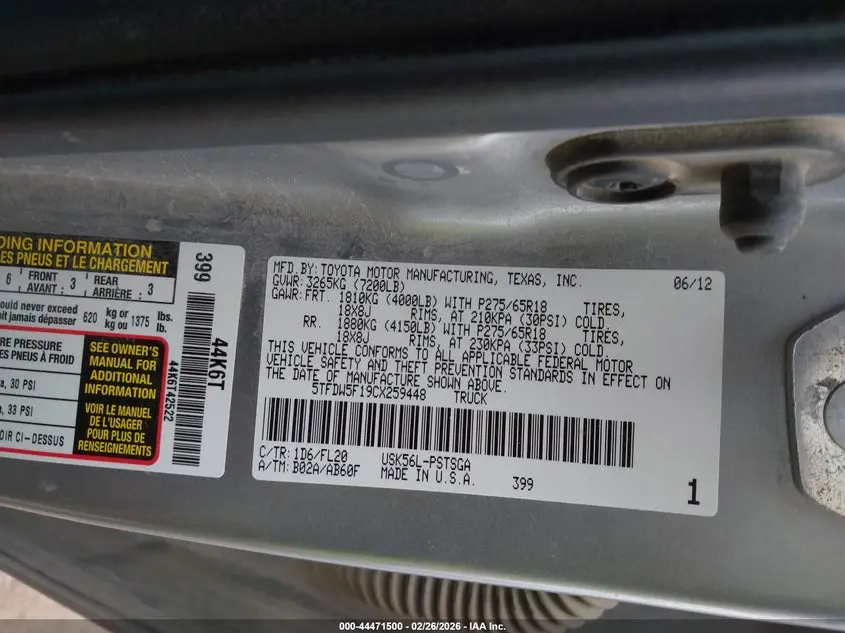 DING INFORMATION
ES PNEUS ET LE CHARGEMENT
6 FRONT AVANT : 3 REAR ARRIÈRE : 3
ould never exceed 620 kg or 1375 lbs.
it jamais dépasser kg ou lb.
RE PRESSURE
ES PNEUS À FROID
a, 30 PSI
a, 33 PSI
OIR CI-DESSUS
SEE OWNER'S
MANUAL FOR
ADDITIONAL
INFORMATION
VOIR LE MANUEL
DE L'USAGER
POUR PLUS DE
RENSEIGNEMENTS
399
44K6T
44K6T42522
MFD.BY:TOYOTA MOTOR MANUFACTURING, TEXAS, INC. 06/12
GVWR:3265KG (7200LB)
GAWR:FRT. 1810KG (4000LB) WITH P275/65R18 TIRES,
18X8J RIMS, AT 210KPA (30PSI) COLD.
RR. 1880KG (4150LB) WITH P275/65R18 TIRES,
18X8J RIMS, AT 230KPA (33PSI) COLD.
THIS VEHICLE CONFORMS TO ALL APPLICABLE FEDERAL MOTOR
VEHICLE SAFETY AND THEFT PREVENTION STANDARDS IN EFFECT ON
THE DATE OF MANUFACTURE SHOWN ABOVE.
5TFDW5F19CX259448 TRUCK
C/TR:1D6/FL20 USK56L-PSTSGA
A/TM:B02A/AB60F MADE IN U.S.A. 399
1
000-44471500 | 02/26/2026 - IAA, Inc.